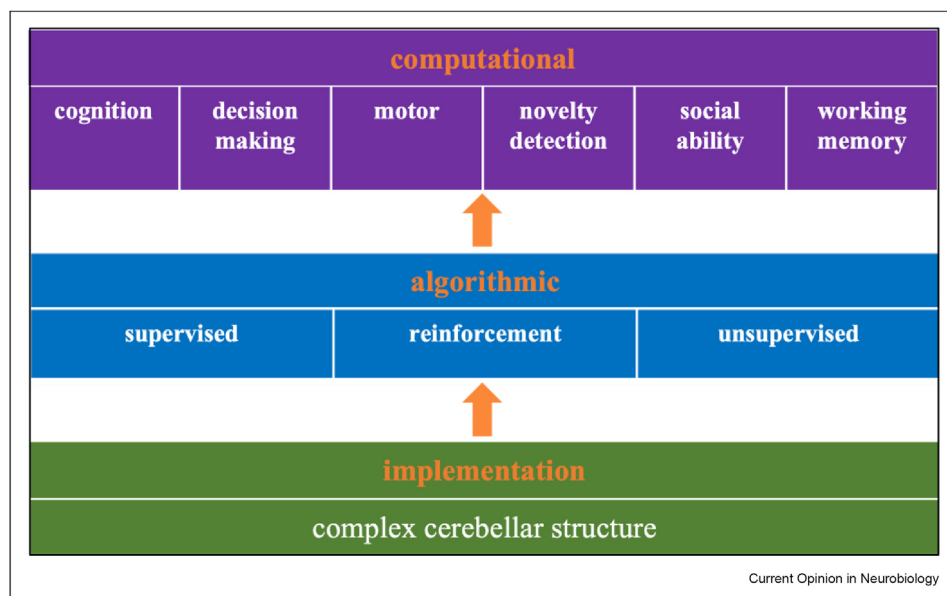 computational
cognition
decision
making
motor
novelty
detection
social
ability
working
memory
algorithmic
supervised
reinforcement
unsupervised
implementation
complex cerebellar structure
Current Opinion in Neurobiology